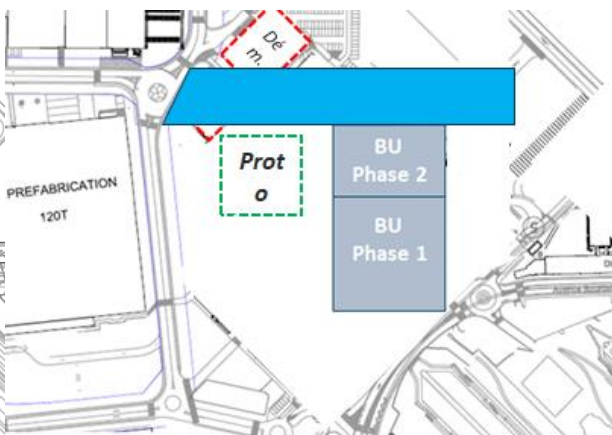 Dé
m.
Prot
o
BU
Phase 2
BU
Phase 1
PREFABRICATION
120T